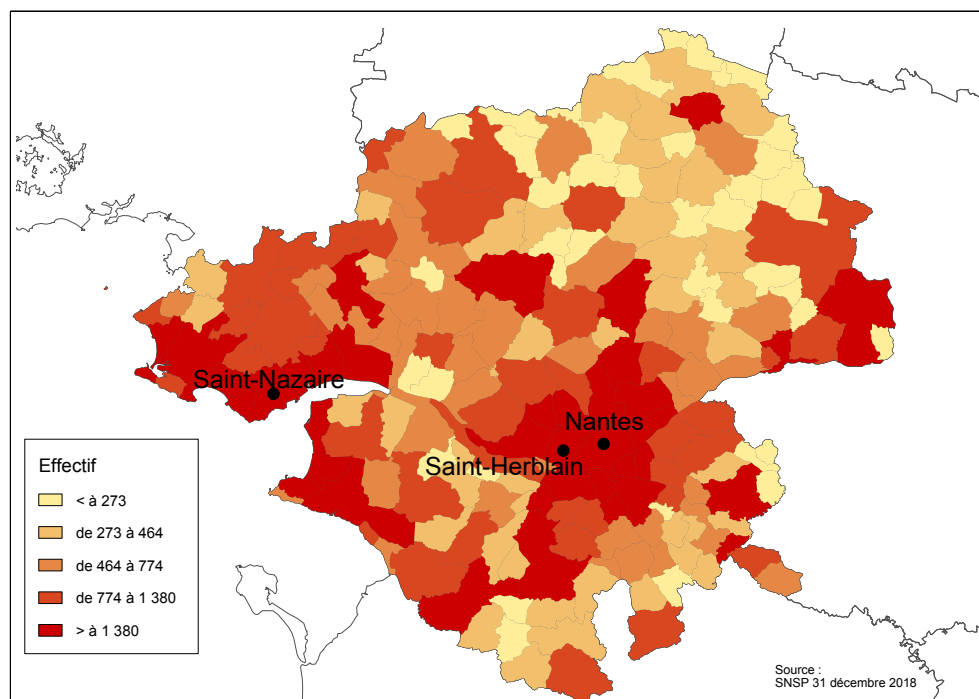 Saint-Nazaire
Nantes
Saint-Herblain
Effectif
< à 273
de 273 à 464
de 464 à 774
de 774 à 1 380
> à 1 380
Source :
SNSP 31 décembre 2018